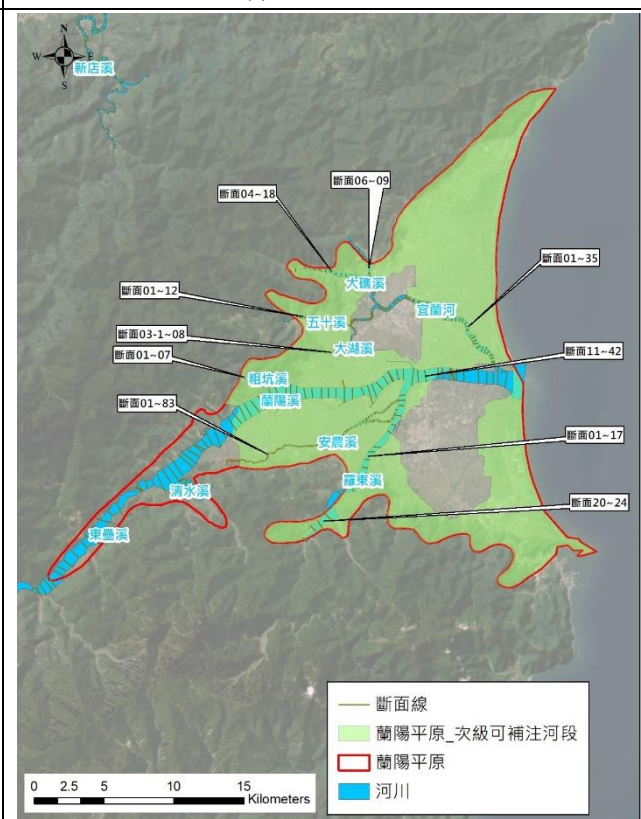 N
W
E
S
新店溪
斷面06~09
斷面04~18
大礁溪
斷面01~35
斷面01~12
宜蘭河
五十溪
斷面03-1~08
大湖溪
斷面01~07
斷面11~42
粗坑溪
蘭陽溪
斷面01~83
安農溪
斷面01~17
羅東溪
清水溪
斷面20~24
東壘溪
斷面線
蘭陽平原_次級可補注河段
蘭陽平原
河川
0 2.5 5 10 15
Kilometers